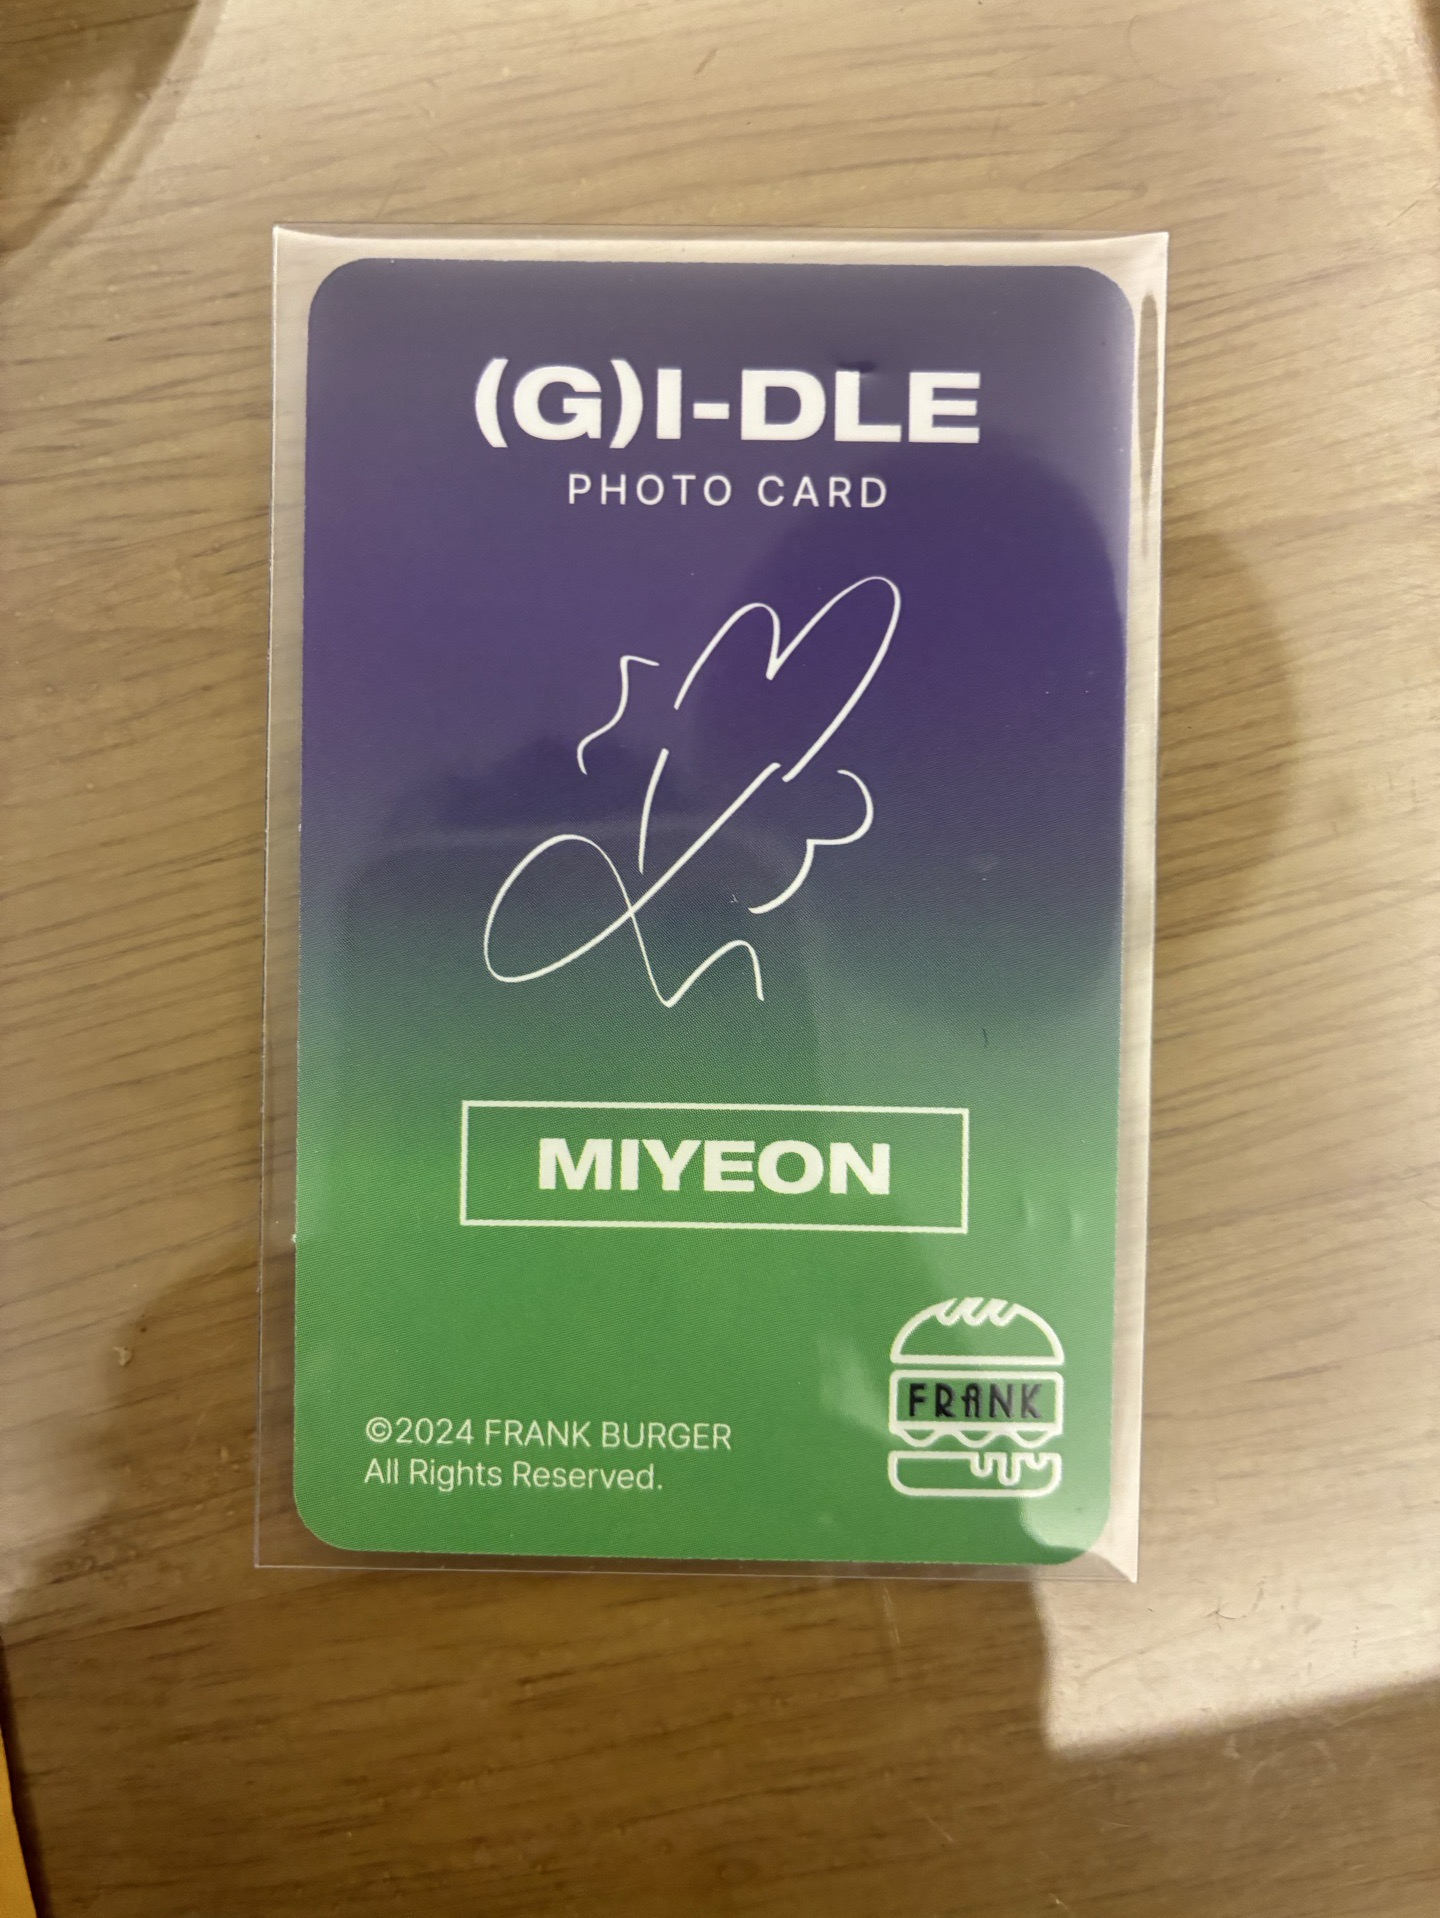 (G)I-DLE
PHOTO CARD
MIYEON
FRANK
©2024 FRANK BURGER
All Rights Reserved.